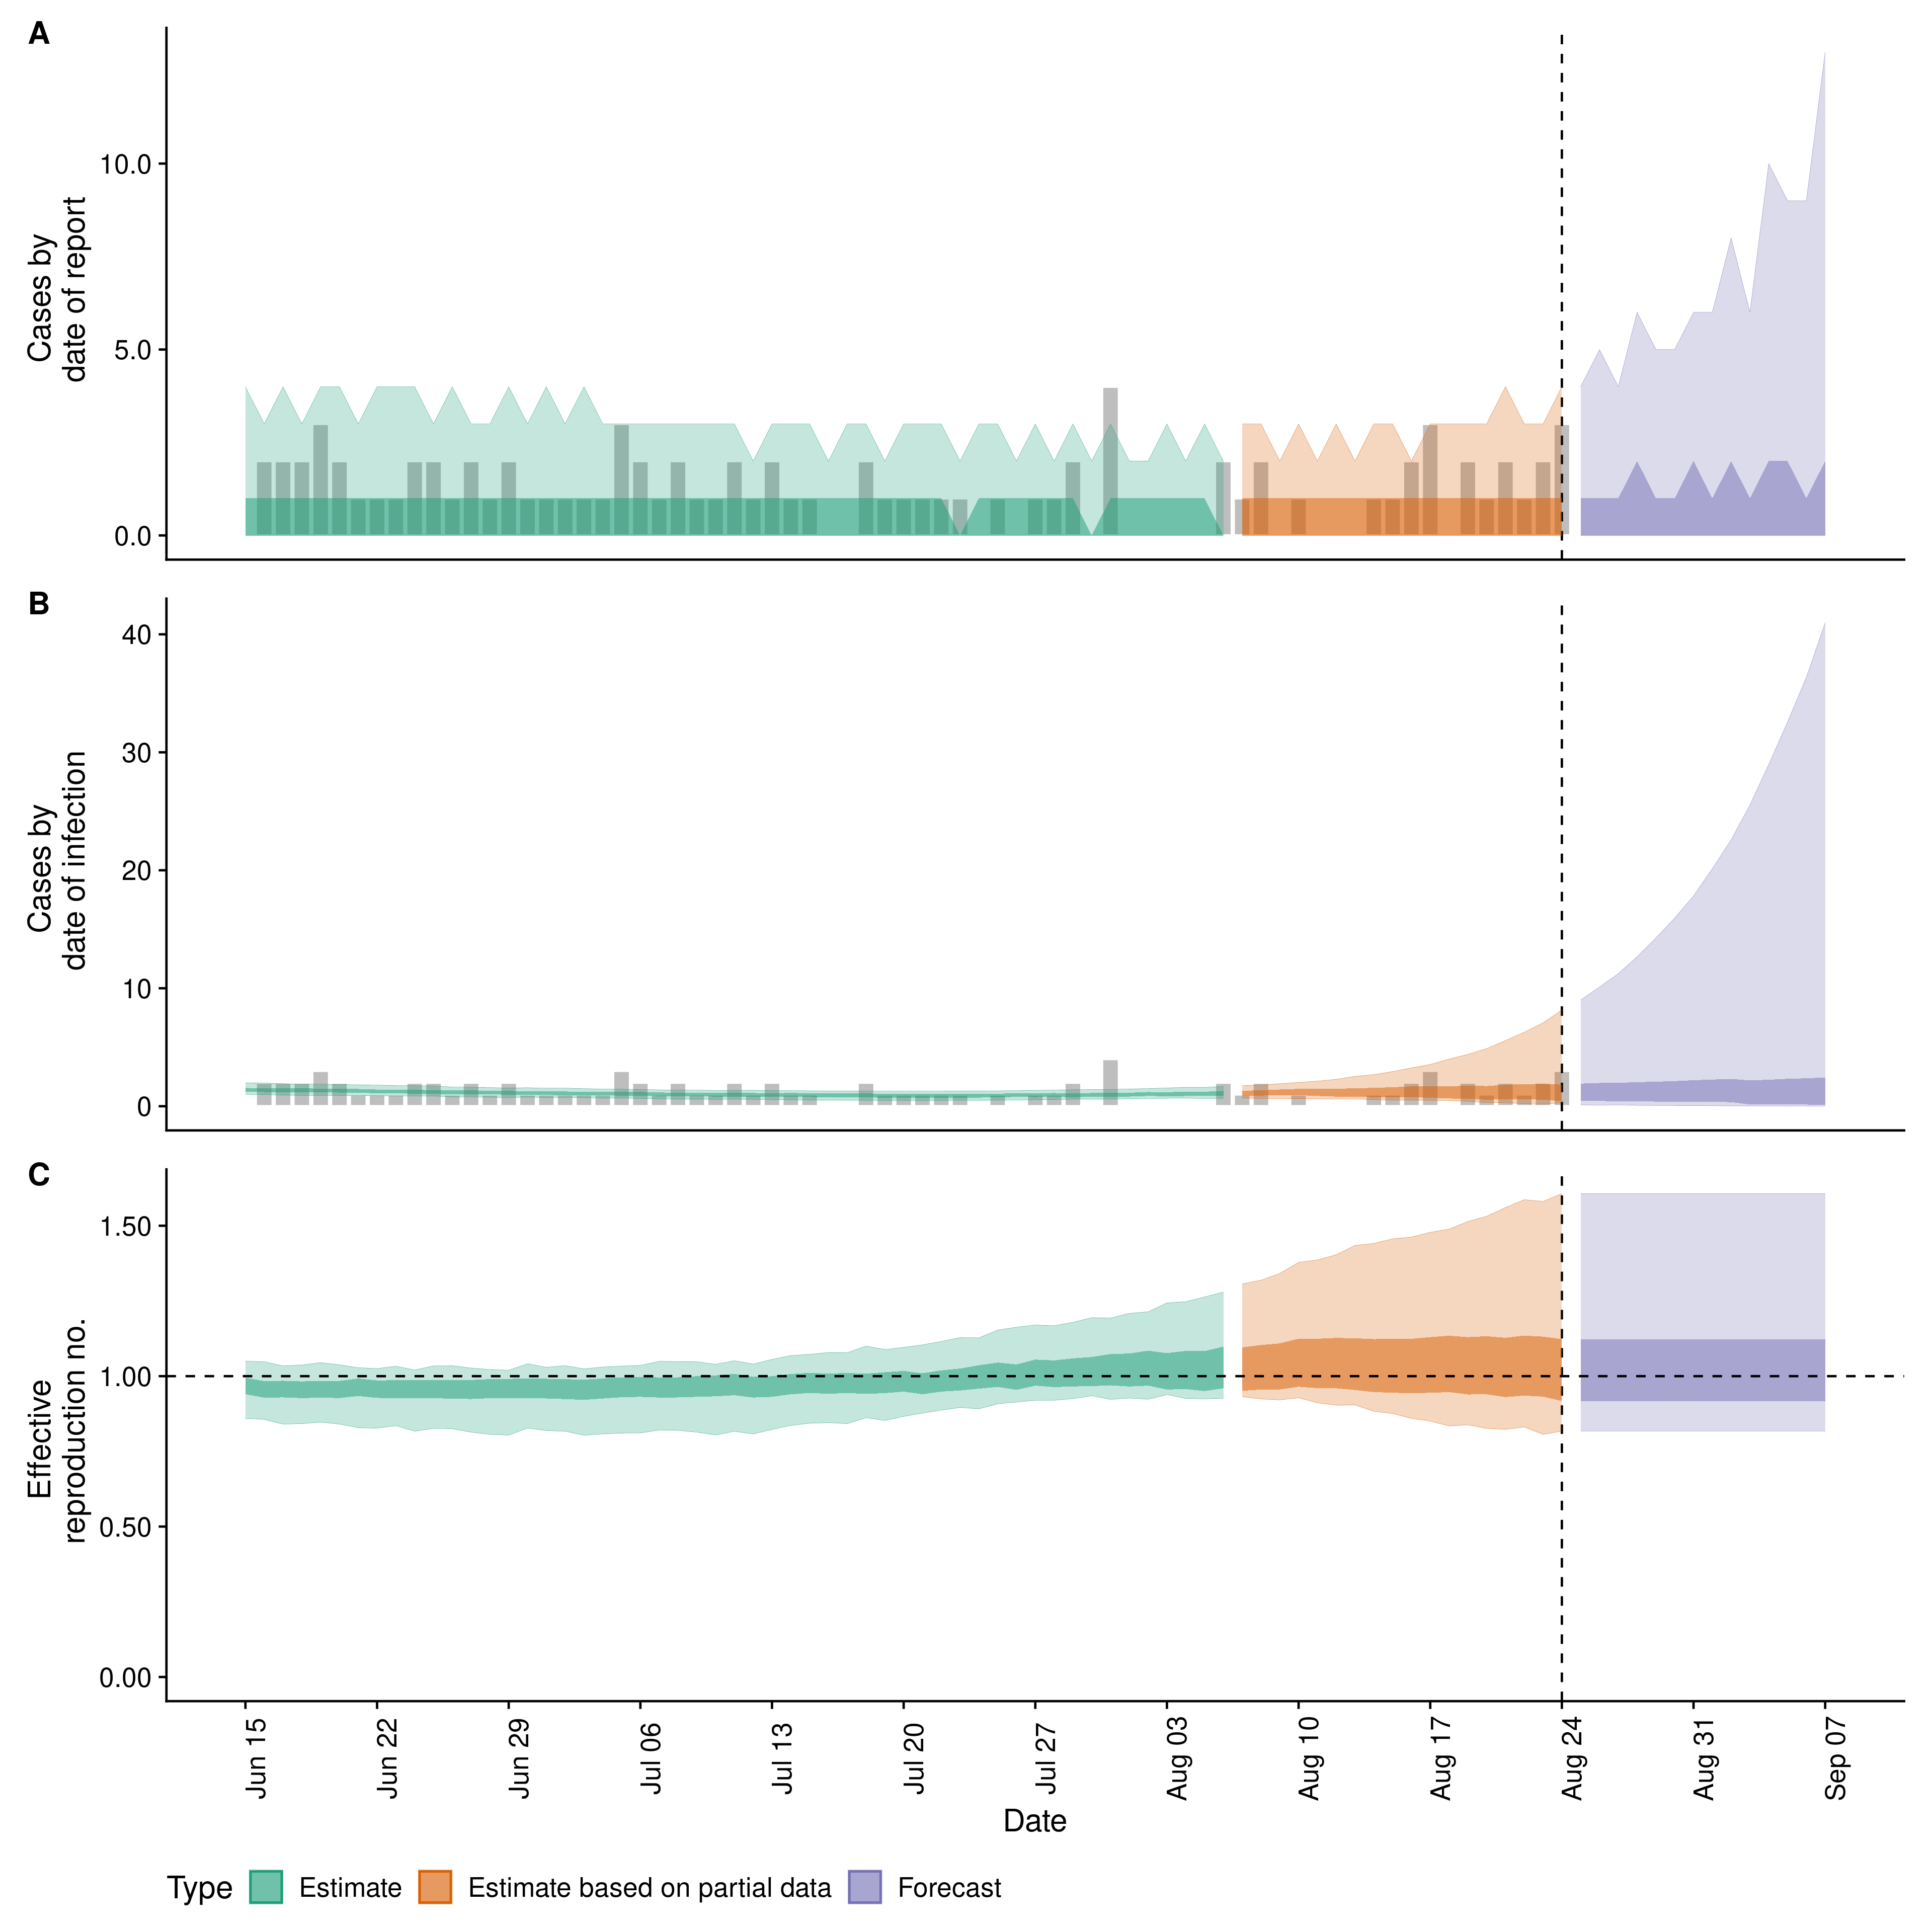 A
Cases by
date of report
10.0
5.0
0.0
B
Cases by
date of infection
40
30
20
10
0
C
Effective
reproduction no.
1.50
1.00
0.50
0.00
Jun 15
Jun 22
Jun 29
Jul 06
Jul 13
Jul 20
Jul 27
Aug 03
Aug 10
Aug 17
Aug 24
Aug 31
Sep 07
Date
Type Estimate Estimate based on partial data Forecast